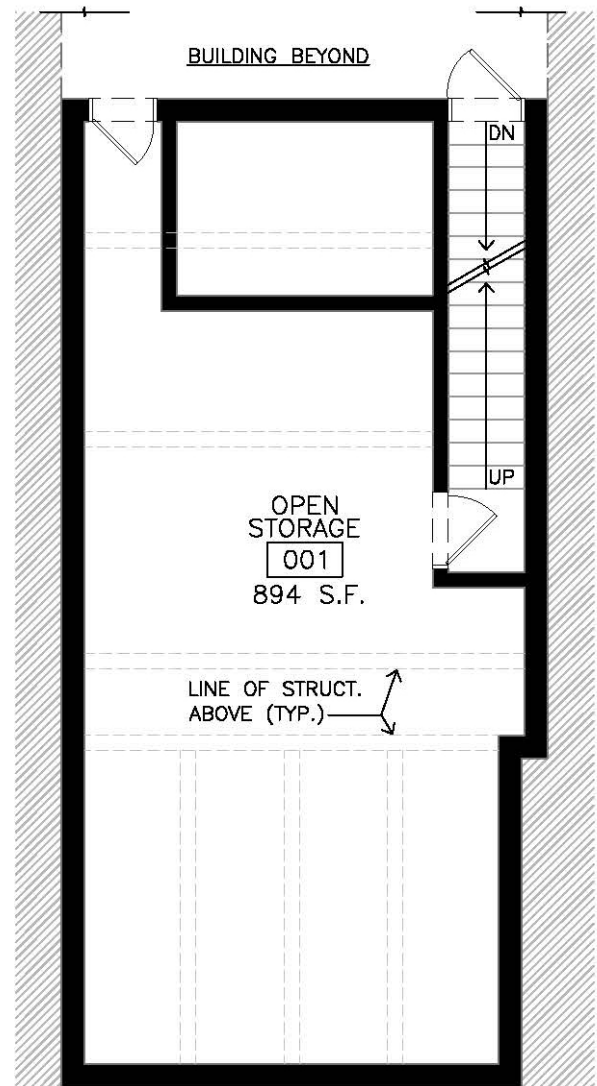 BUILDING BEYOND
DN
UP
OPEN
STORAGE
001
894 S.F.
LINE OF STRUCT.
ABOVE (TYP.)